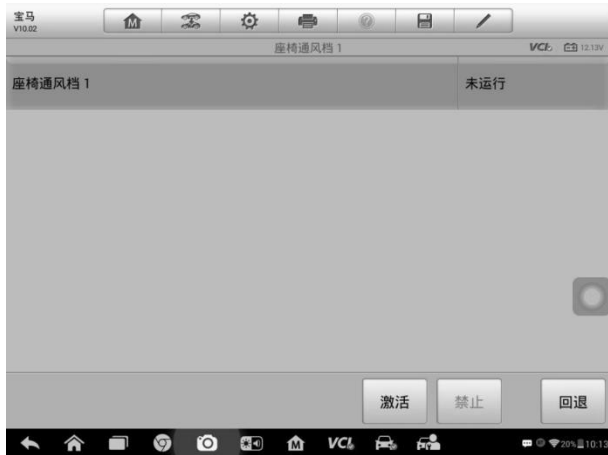 宝马
V10.02
座椅通风档 1
VCI 12.13V
座椅通风档 1 未运行
激活 禁止 回退
VCI 20% 10:13